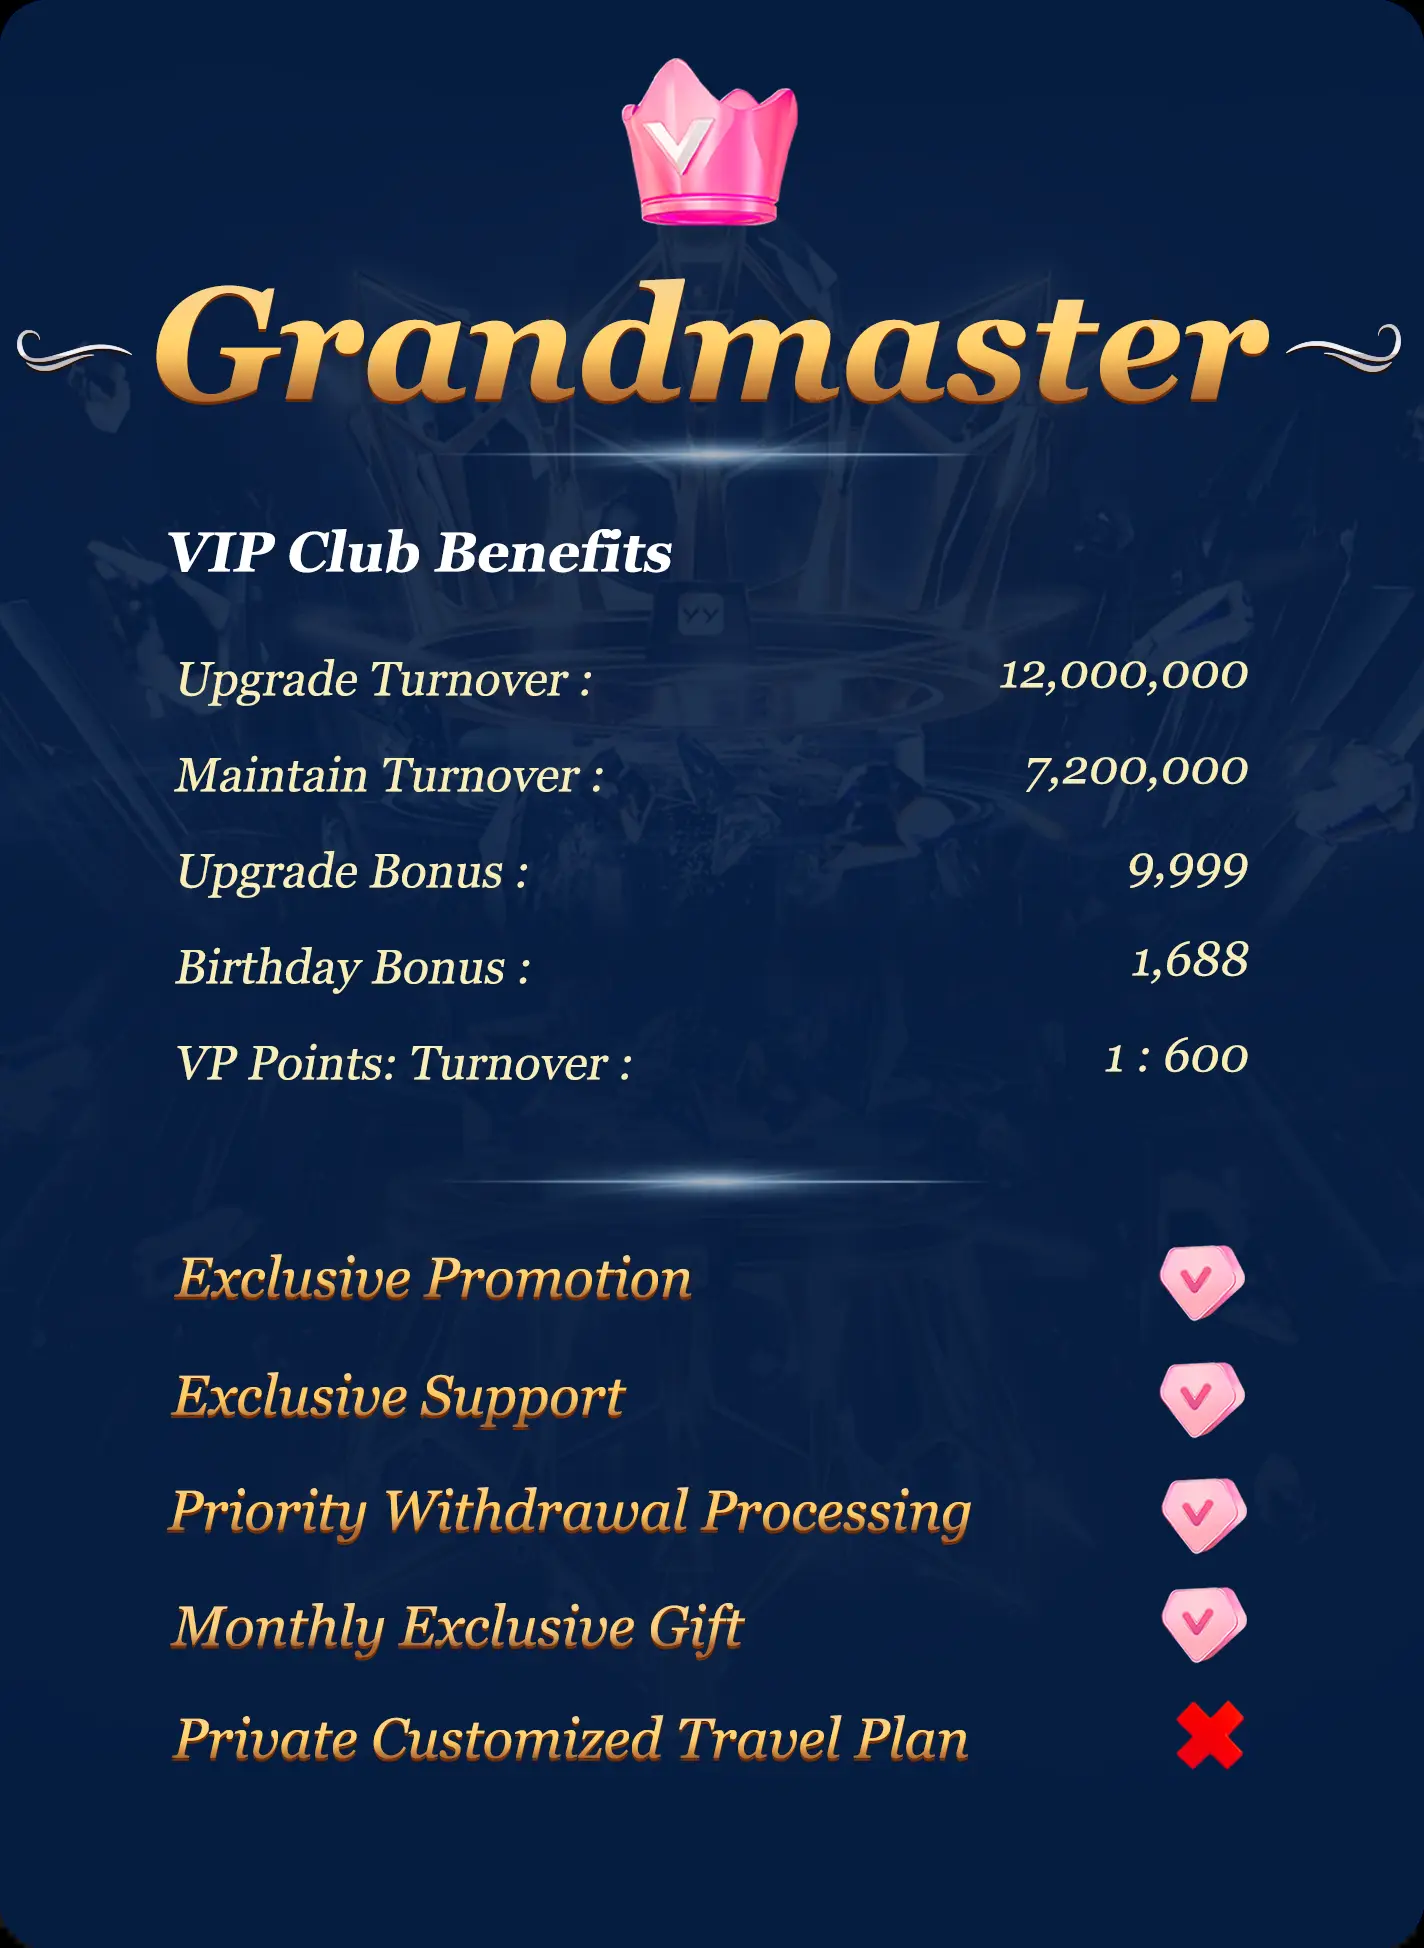 V
Grandmaster
VIP Club Benefits
Upgrade Turnover : 12,000,000
Maintain Turnover : 7,200,000
Upgrade Bonus : 9,999
Birthday Bonus : 1,688
VP Points: Turnover : 1 : 600
Exclusive Promotion
Exclusive Support
Priority Withdrawal Processing
Monthly Exclusive Gift
Private Customized Travel Plan